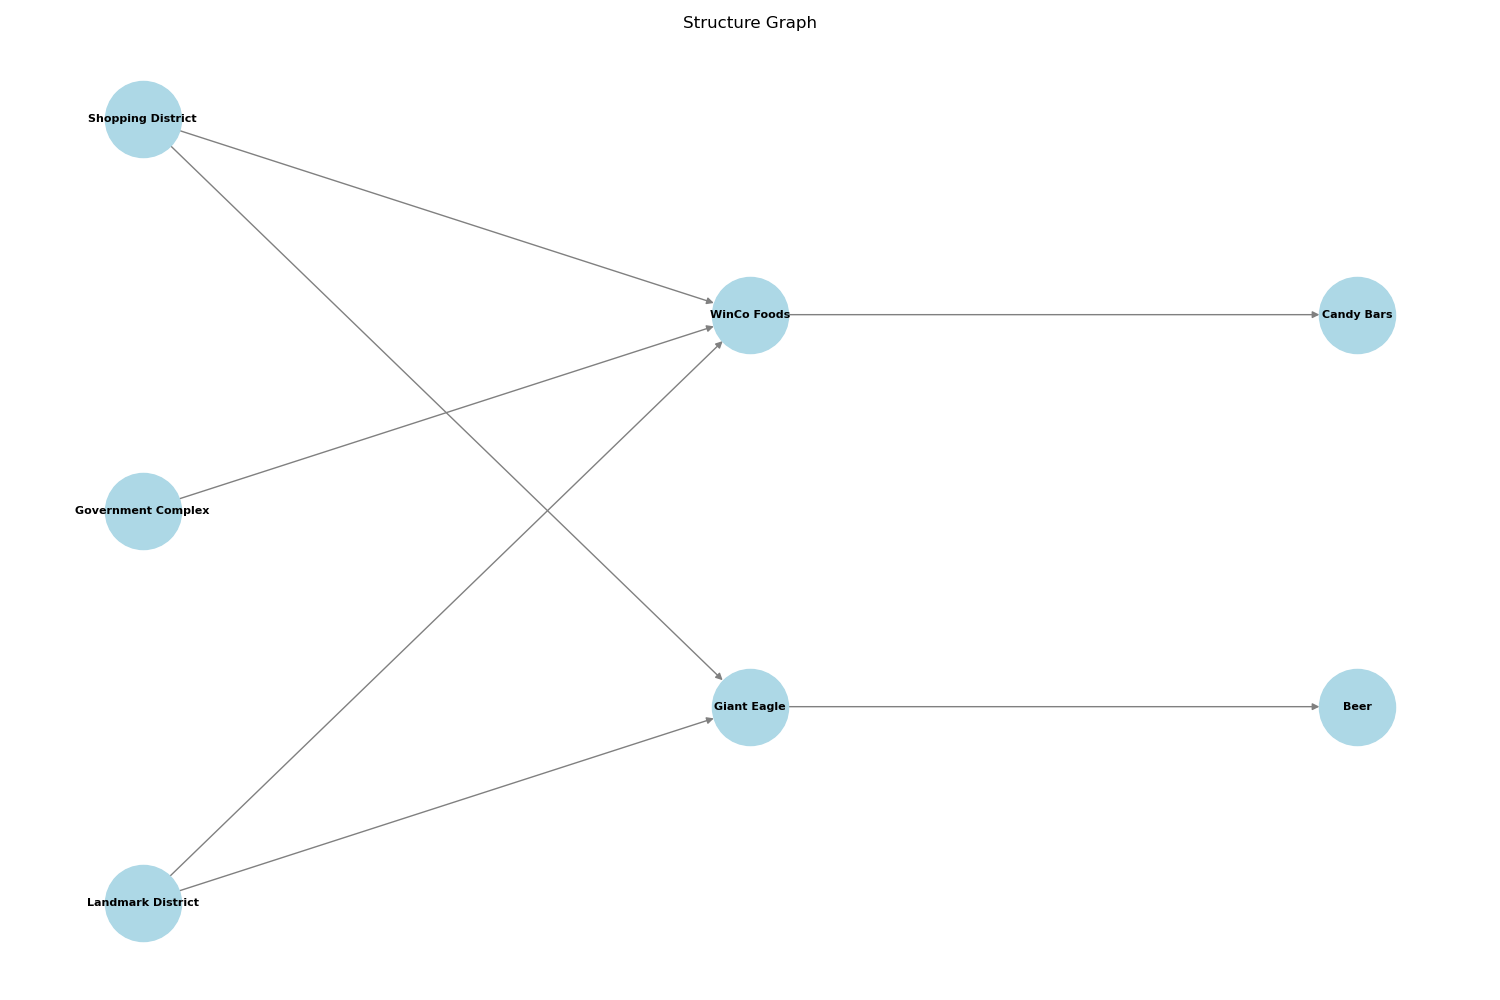 Structure Graph
Shopping District
WinCo Foods
Candy Bars
Government Complex
Giant Eagle
Beer
Landmark District